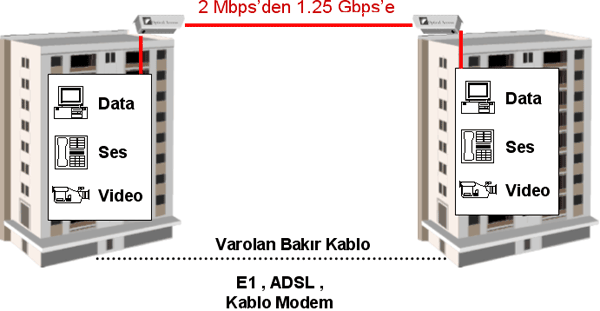 2 Mbps'den 1.25 Gbps'e
Data
Ses
Video
Data
Ses
Video
Varolan Bakır Kablo
E1 , ADSL ,
Kablo Modem